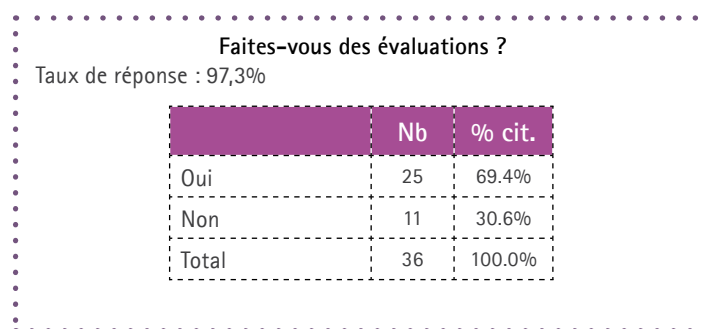 Faites-vous des évaluations ?
Taux de réponse : 97,3%
Nb % cit.
Oui 25 69.4%
Non 11 30.6%
Total 36 100.0%